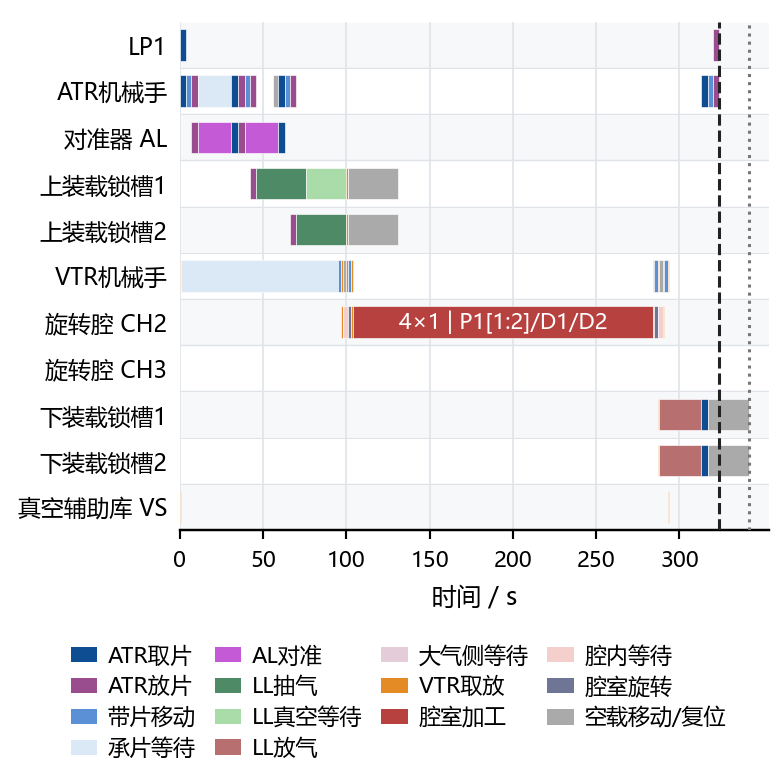 LP1
ATR机械手
对准器 AL
上装载锁槽1
上装载锁槽2
VTR机械手
旋转腔 CH2
4×1 | P1[1:2]/D1/D2
旋转腔 CH3
下装载锁槽1
下装载锁槽2
真空辅助库 VS
0 50 100 150 200 250 300
时间 / s
ATR取片 AL对准 大气侧等待 腔内等待
ATR放片 LL抽气 VTR取放 腔室旋转
带片移动 LL真空等待 腔室加工 空载移动/复位
承片等待 LL放气